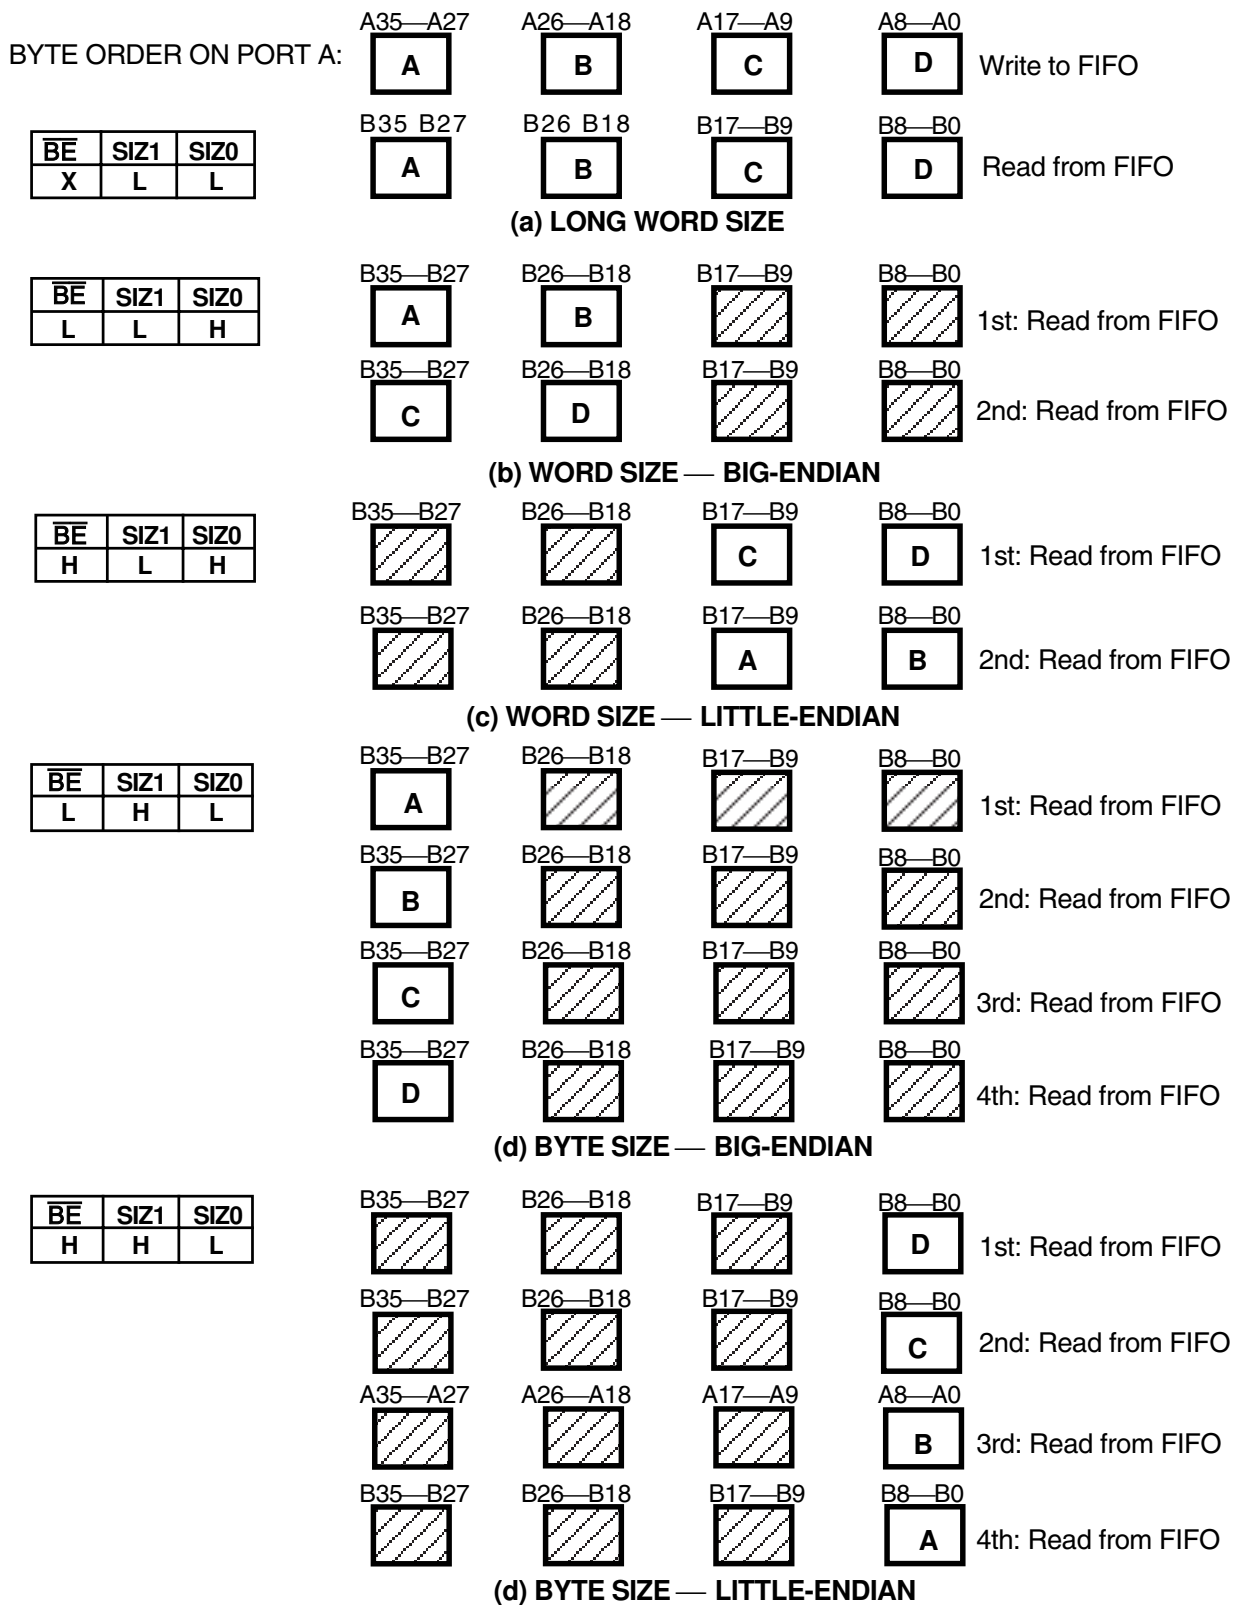 A35—A27 A26—A18 A17—A9 A8—A0
BYTE ORDER ON PORT A: A B C D Write to FIFO
B35 B27 B26 B18 B17—B9 B8—B0
BE SIZ1 SIZ0
X L L
A B C D Read from FIFO
(a) LONG WORD SIZE
B35—B27 B26—B18 B17—B9 B8—B0
BE SIZ1 SIZ0
L L H
A B 1st: Read from FIFO
B35—B27 B26—B18 B17—B9 B8—B0
C D 2nd: Read from FIFO
(b) WORD SIZE — BIG-ENDIAN
B35—B27 B26—B18 B17—B9 B8—B0
BE SIZ1 SIZ0
H L H
C D 1st: Read from FIFO
B35—B27 B26—B18 B17—B9 B8—B0
A B 2nd: Read from FIFO
(c) WORD SIZE — LITTLE-ENDIAN
B35—B27 B26—B18 B17—B9 B8—B0
BE SIZ1 SIZ0
L H L
A 1st: Read from FIFO
B35—B27 B26—B18 B17—B9 B8—B0
B 2nd: Read from FIFO
B35—B27 B26—B18 B17—B9 B8—B0
C 3rd: Read from FIFO
B35—B27 B26—B18 B17—B9 B8—B0
D 4th: Read from FIFO
(d) BYTE SIZE — BIG-ENDIAN
B35—B27 B26—B18 B17—B9 B8—B0
BE SIZ1 SIZ0
H H L
D 1st: Read from FIFO
B35—B27 B26—B18 B17—B9 B8—B0
C 2nd: Read from FIFO
A35—A27 A26—A18 A17—A9 A8—A0
B 3rd: Read from FIFO
B35—B27 B26—B18 B17—B9 B8—B0
A 4th: Read from FIFO
(d) BYTE SIZE — LITTLE-ENDIAN